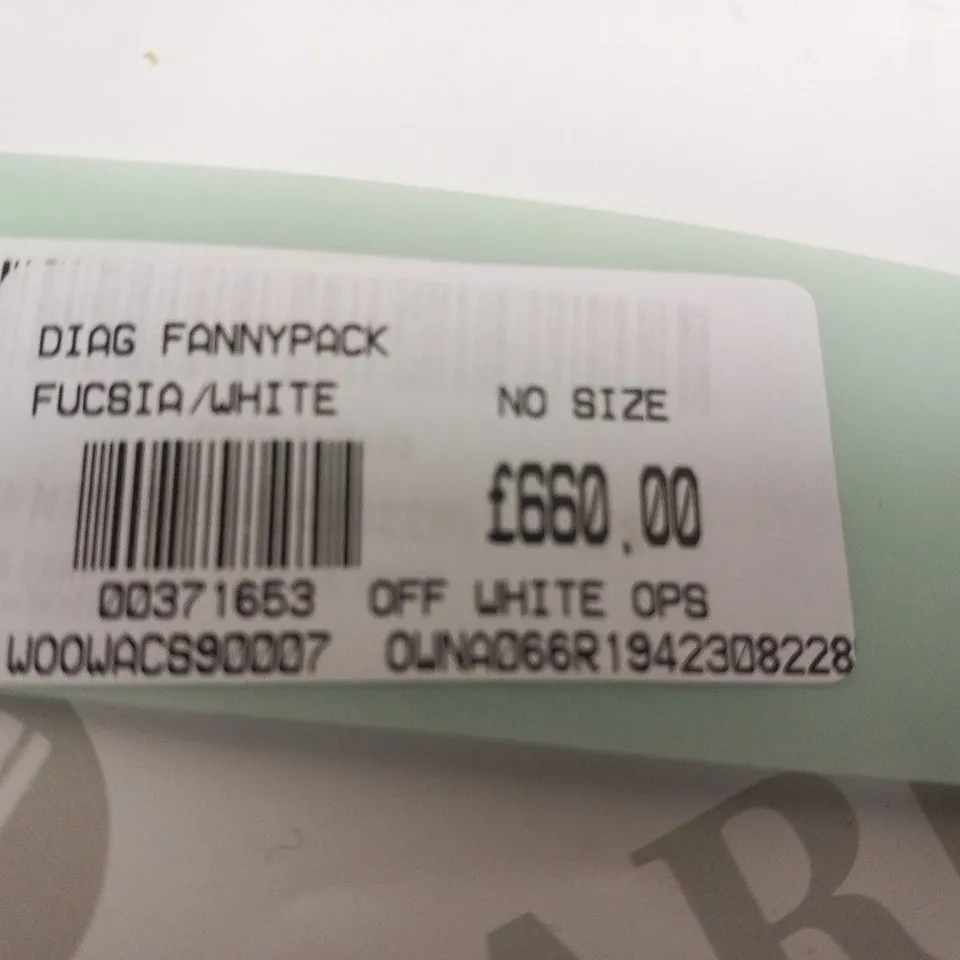 DIAG FANNYPACK
FUCSIA/WHITE NO SIZE
£660.00
00371653 OFF WHITE OPS
WOOWACS90007 OWNA066R1942308228